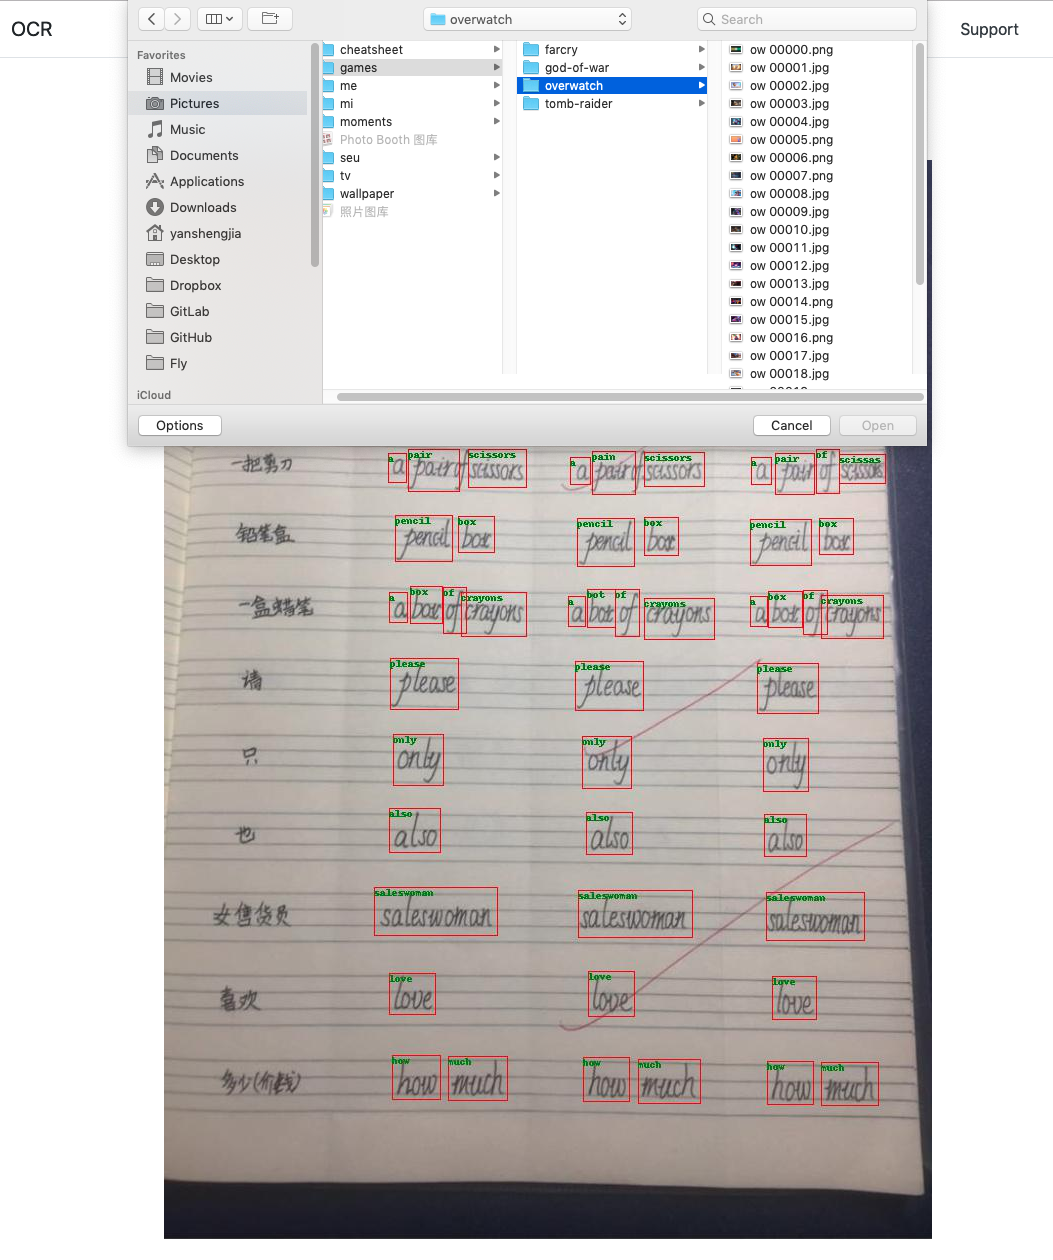 OCR
Support
overwatch
Search
Favorites
Movies
Pictures
Music
Documents
Applications
Downloads
yanshengjia
Desktop
Dropbox
GitLab
GitHub
Fly
iCloud
cheatsheet
games
me
mi
moments
Photo Booth 图库
seu
tv
wallpaper
照片图库
farcry
god-of-war
overwatch
tomb-raider
ow 00000.png
ow 00001.jpg
ow 00002.jpg
ow 00003.jpg
ow 00004.jpg
ow 00005.png
ow 00006.png
ow 00007.png
ow 00008.jpg
ow 00009.jpg
ow 00010.jpg
ow 00011.jpg
ow 00012.jpg
ow 00013.jpg
ow 00014.png
ow 00015.jpg
ow 00016.png
ow 00017.jpg
ow 00018.jpg
Options
Cancel
Open
a pair scissors a pain scissors a pair of scissas
一把剪刀 a pair of scissors a pair of scissors a pair of scissors
pencil box pencil box pencil box
铅笔盒 pencil box pencil box pencil box
a box of crayons a bot of crayons a box of crayons
一盒蜡笔 a box of crayons a box of crayons a box of crayons
please please please
请 please please please
only only only
只 only only only
also also also
也 also also also
saleswoman saleswoman saleswoman
女售货员 saleswoman saleswoman saleswoman
love love love
喜欢 love love love
how much how much how much
多少(价钱) how much how much how much